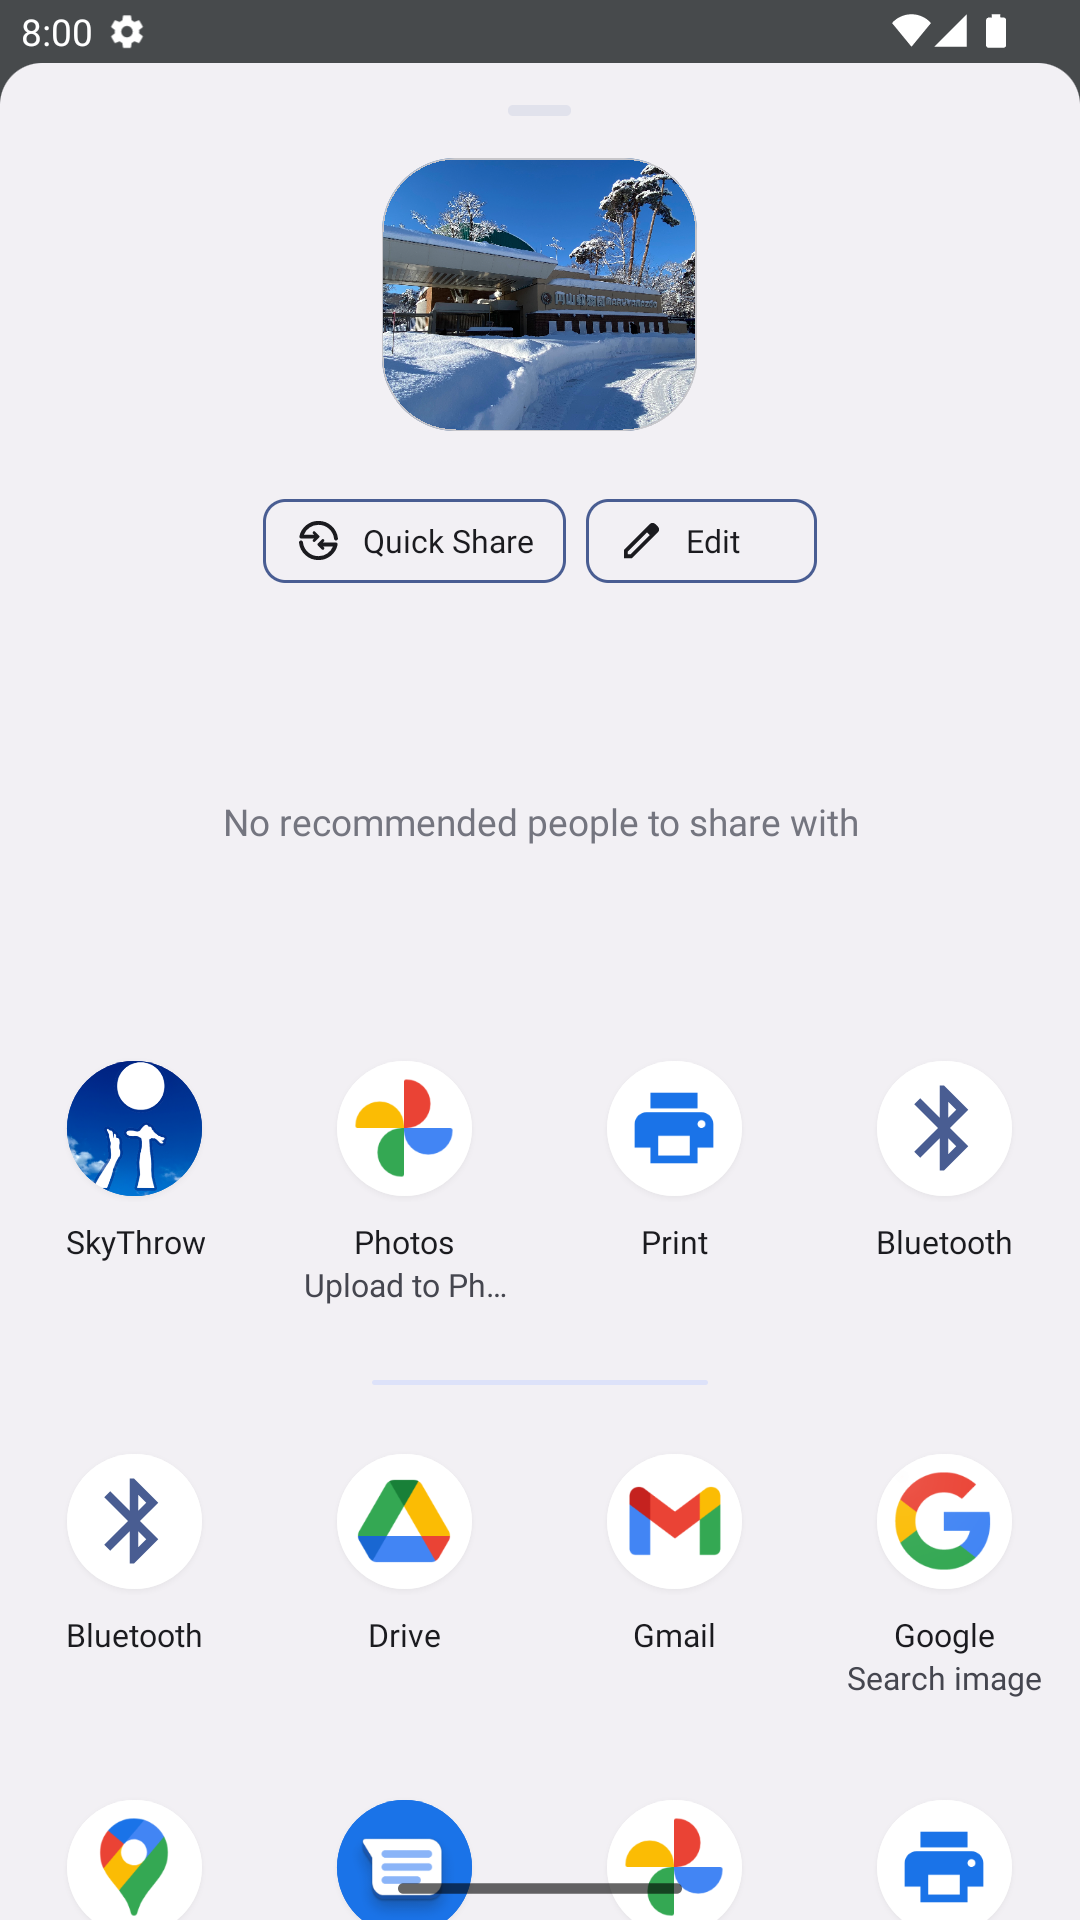 8:00
Quick Share
Edit
No recommended people to share with
SkyThrow
Photos
Upload to Ph…
Print
Bluetooth
Bluetooth
Drive
Gmail
Google
Search image